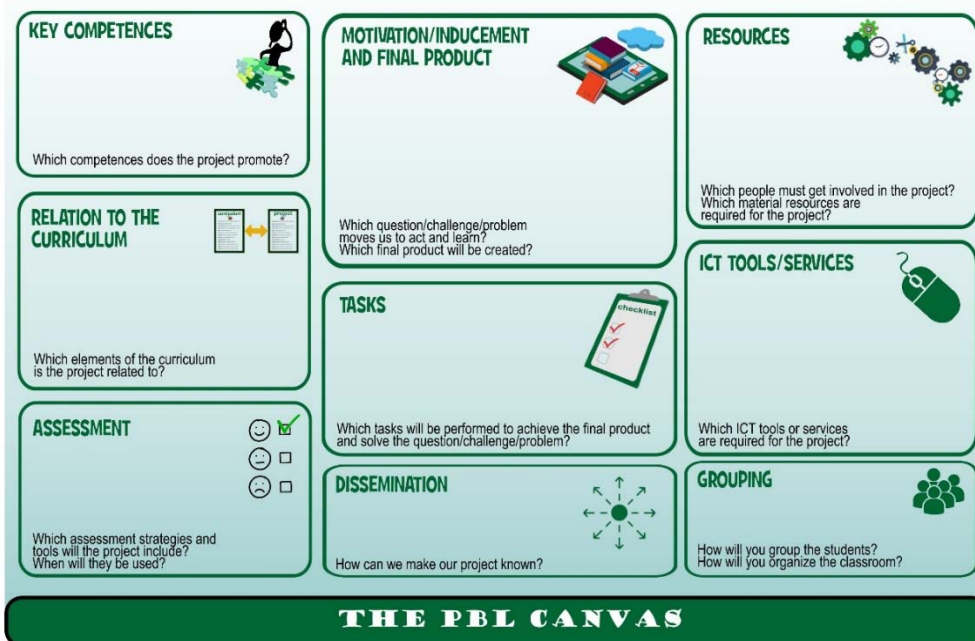 KEY COMPETENCES
Which competences does the project promote?
RELATION TO THE
CURRICULUM
curriculum
project
Which elements of the curriculum
is the project related to?
ASSESSMENT
Which assessment strategies and
tools will the project include?
When will they be used?
MOTIVATION/INDUCEMENT
AND FINAL PRODUCT
Which question/challenge/problem
moves us to act and learn?
Which final product will be created?
TASKS
checklist
Which tasks will be performed to achieve the final product
and solve the question/challenge/problem?
DISSEMINATION
How can we make our project known?
RESOURCES
Which people must get involved in the project?
Which material resources are
required for the project?
ICT TOOLS/SERVICES
Which ICT tools or services
are required for the project?
GROUPING
How will you group the students?
How will you organize the classroom?
THE PBL CANVAS